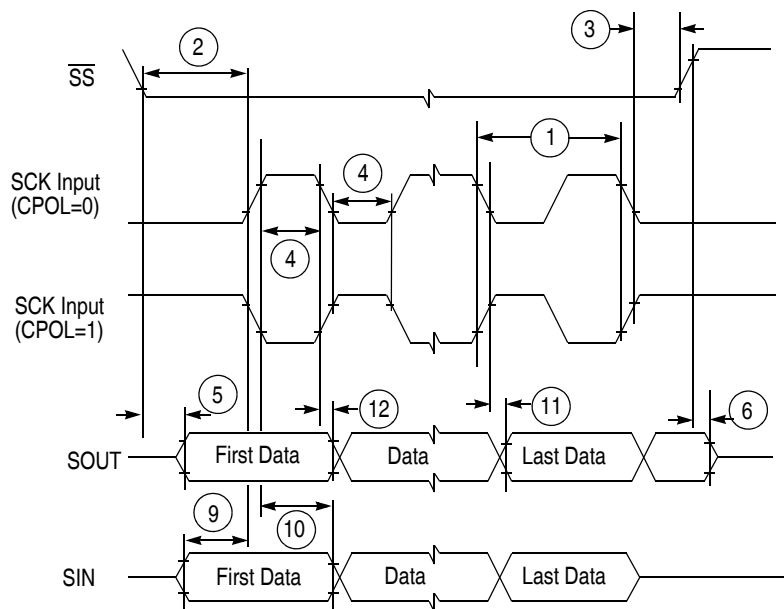 2
3
S̅S̅
1
SCK Input
(CPOL=0)
4
4
SCK Input
(CPOL=1)
5
12
11
6
SOUT
First Data
Data
Last Data
9
10
SIN
First Data
Data
Last Data